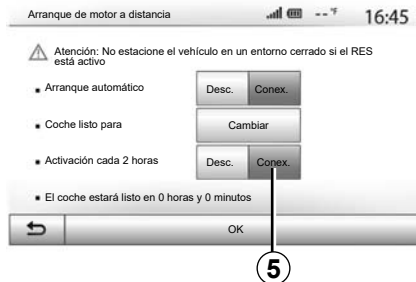 Arranque de motor a distancia
--°F
16:45
Atención: No estacione el vehículo en un entorno cerrado si el RES
está activo
Arranque automático
Desc.
Conex.
Coche listo para
Cambiar
Activación cada 2 horas
Desc.
Conex.
El coche estará listo en 0 horas y 0 minutos
OK
5